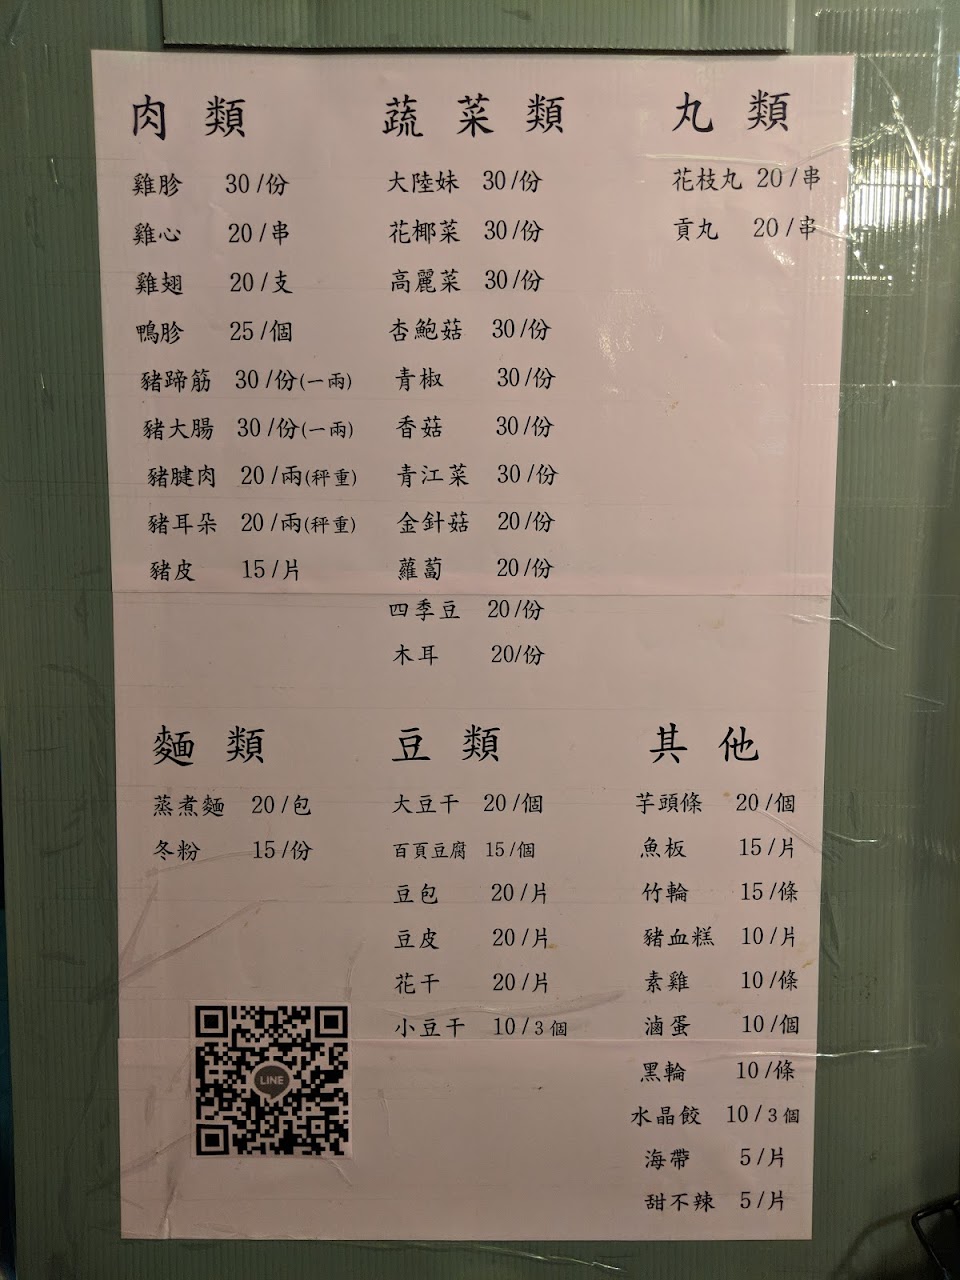 肉類
雞胗 30/份
雞心 20/串
雞翅 20/支
鴨胗 25/個
豬蹄筋 30/份(一兩)
豬大腸 30/份(一兩)
豬腱肉 20/兩(秤重)
豬耳朵 20/兩(秤重)
豬皮 15/片
蔬菜類
大陸妹 30/份
花椰菜 30/份
高麗菜 30/份
杏鮑菇 30/份
青椒 30/份
香菇 30/份
青江菜 30/份
金針菇 20/份
蘿蔔 20/份
四季豆 20/份
木耳 20/份
丸類
花枝丸 20/串
貢丸 20/串
麵類
蒸煮麵 20/包
冬粉 15/份
豆類
大豆干 20/個
百頁豆腐 15/個
豆包 20/片
豆皮 20/片
花干 20/片
小豆干 10/3個
其他
芋頭條 20/個
魚板 15/片
竹輪 15/條
豬血糕 10/片
素雞 10/條
滷蛋 10/個
黑輪 10/條
水晶餃 10/3個
海帶 5/片
甜不辣 5/片
LINE